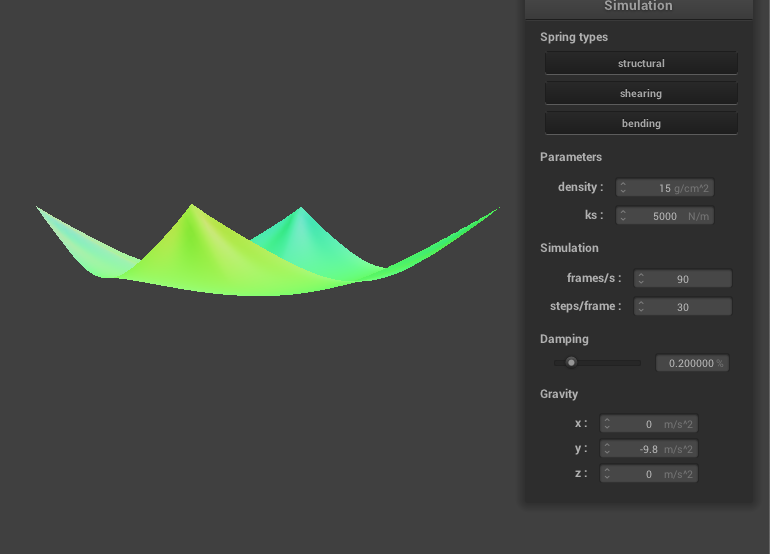 Simulation
Spring types
structural
shearing
bending
Parameters
density : 15 g/cm^2
ks : 5000 N/m
Simulation
frames/s : 90
steps/frame : 30
Damping
0.200000 %
Gravity
x : 0 m/s^2
y : -9.8 m/s^2
z : 0 m/s^2